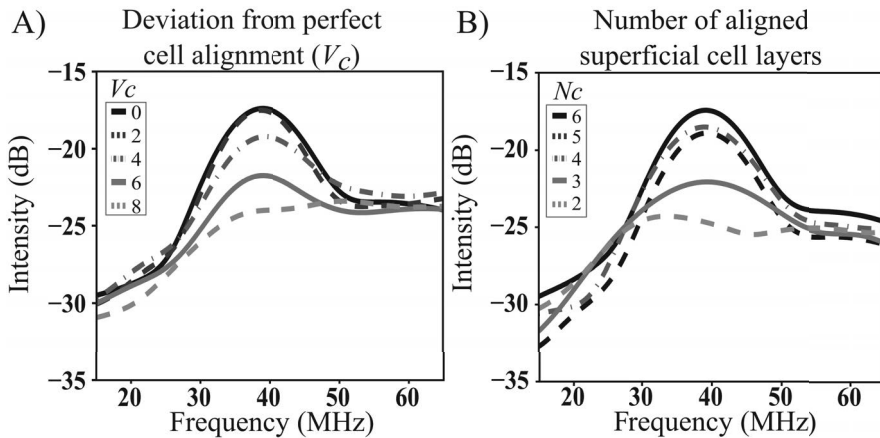 A)
Deviation from perfect
cell alignment (Vc)
Intensity (dB)
−15
−20
−25
−30
−35
Vc
0
2
4
6
8
20 30 40 50 60
Frequency (MHz)
B)
Number of aligned
superficial cell layers
Intensity (dB)
−15
−20
−25
−30
−35
Nc
6
5
4
3
2
20 30 40 50 60
Frequency (MHz)